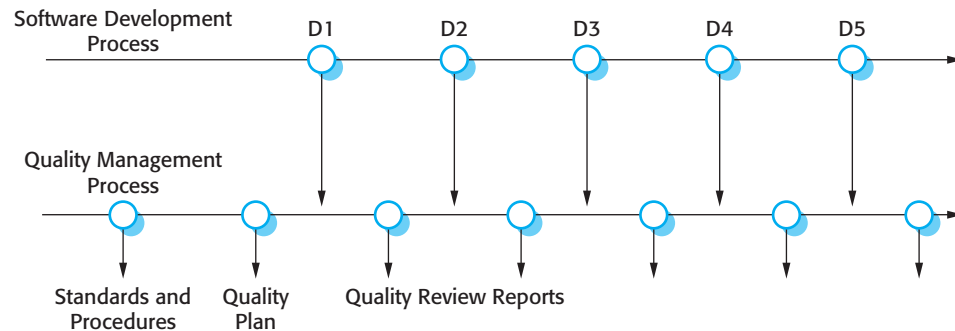 Software Development
Process
D1 D2 D3 D4 D5
Quality Management
Process
Standards and
Procedures
Quality
Plan
Quality Review Reports